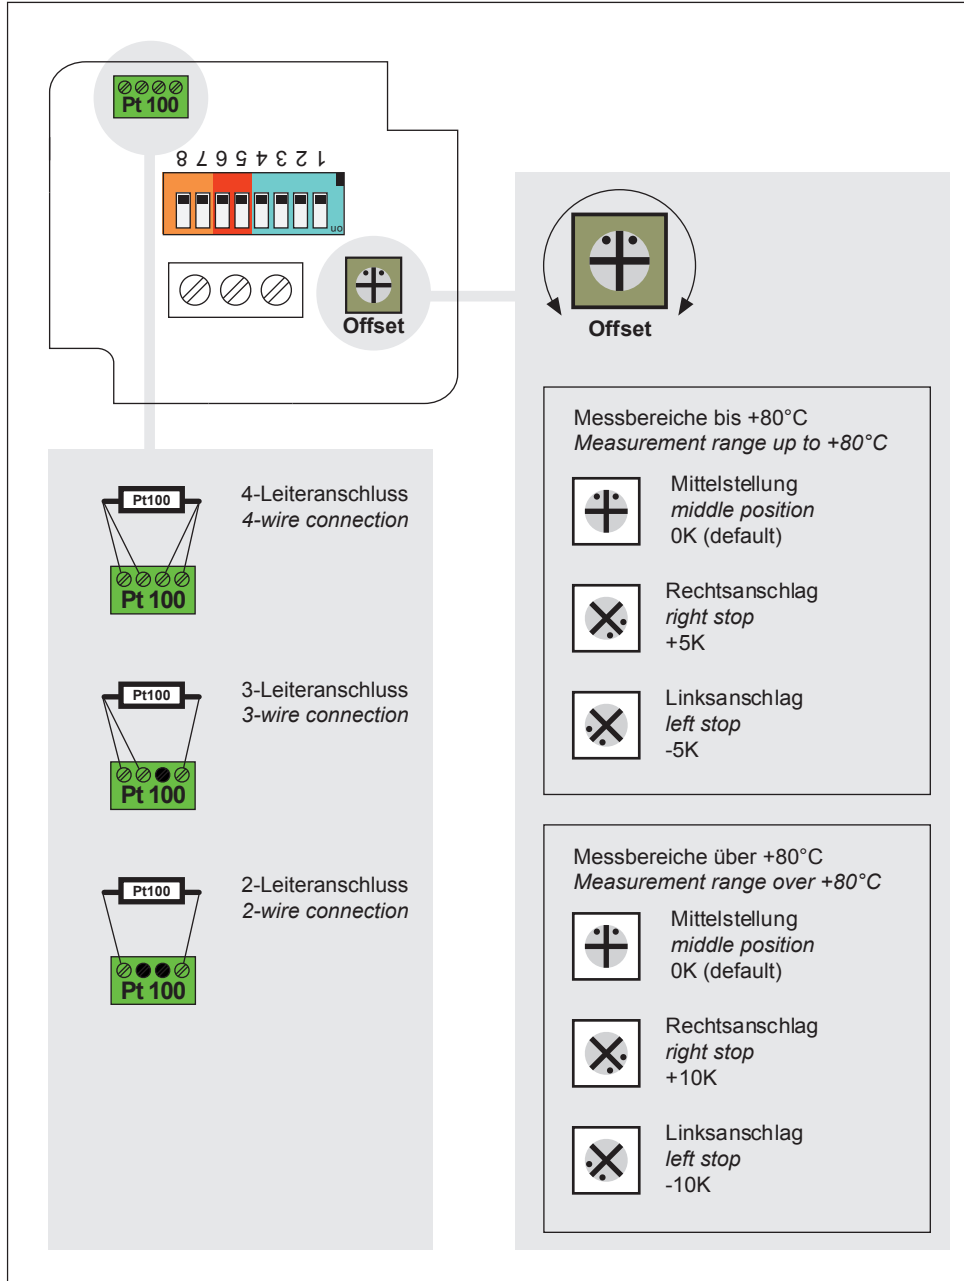 Pt 100
8 7 6 5 4 3 2 1
on
Offset
Offset
Pt100
4-Leiteranschluss
4-wire connection
Pt 100
Pt100
3-Leiteranschluss
3-wire connection
Pt 100
Pt100
2-Leiteranschluss
2-wire connection
Pt 100
Messbereiche bis +80°C
Measurement range up to +80°C
Mittelstellung
middle position
0K (default)
Rechtsanschlag
right stop
+5K
Linksanschlag
left stop
-5K
Messbereiche über +80°C
Measurement range over +80°C
Mittelstellung
middle position
0K (default)
Rechtsanschlag
right stop
+10K
Linksanschlag
left stop
-10K